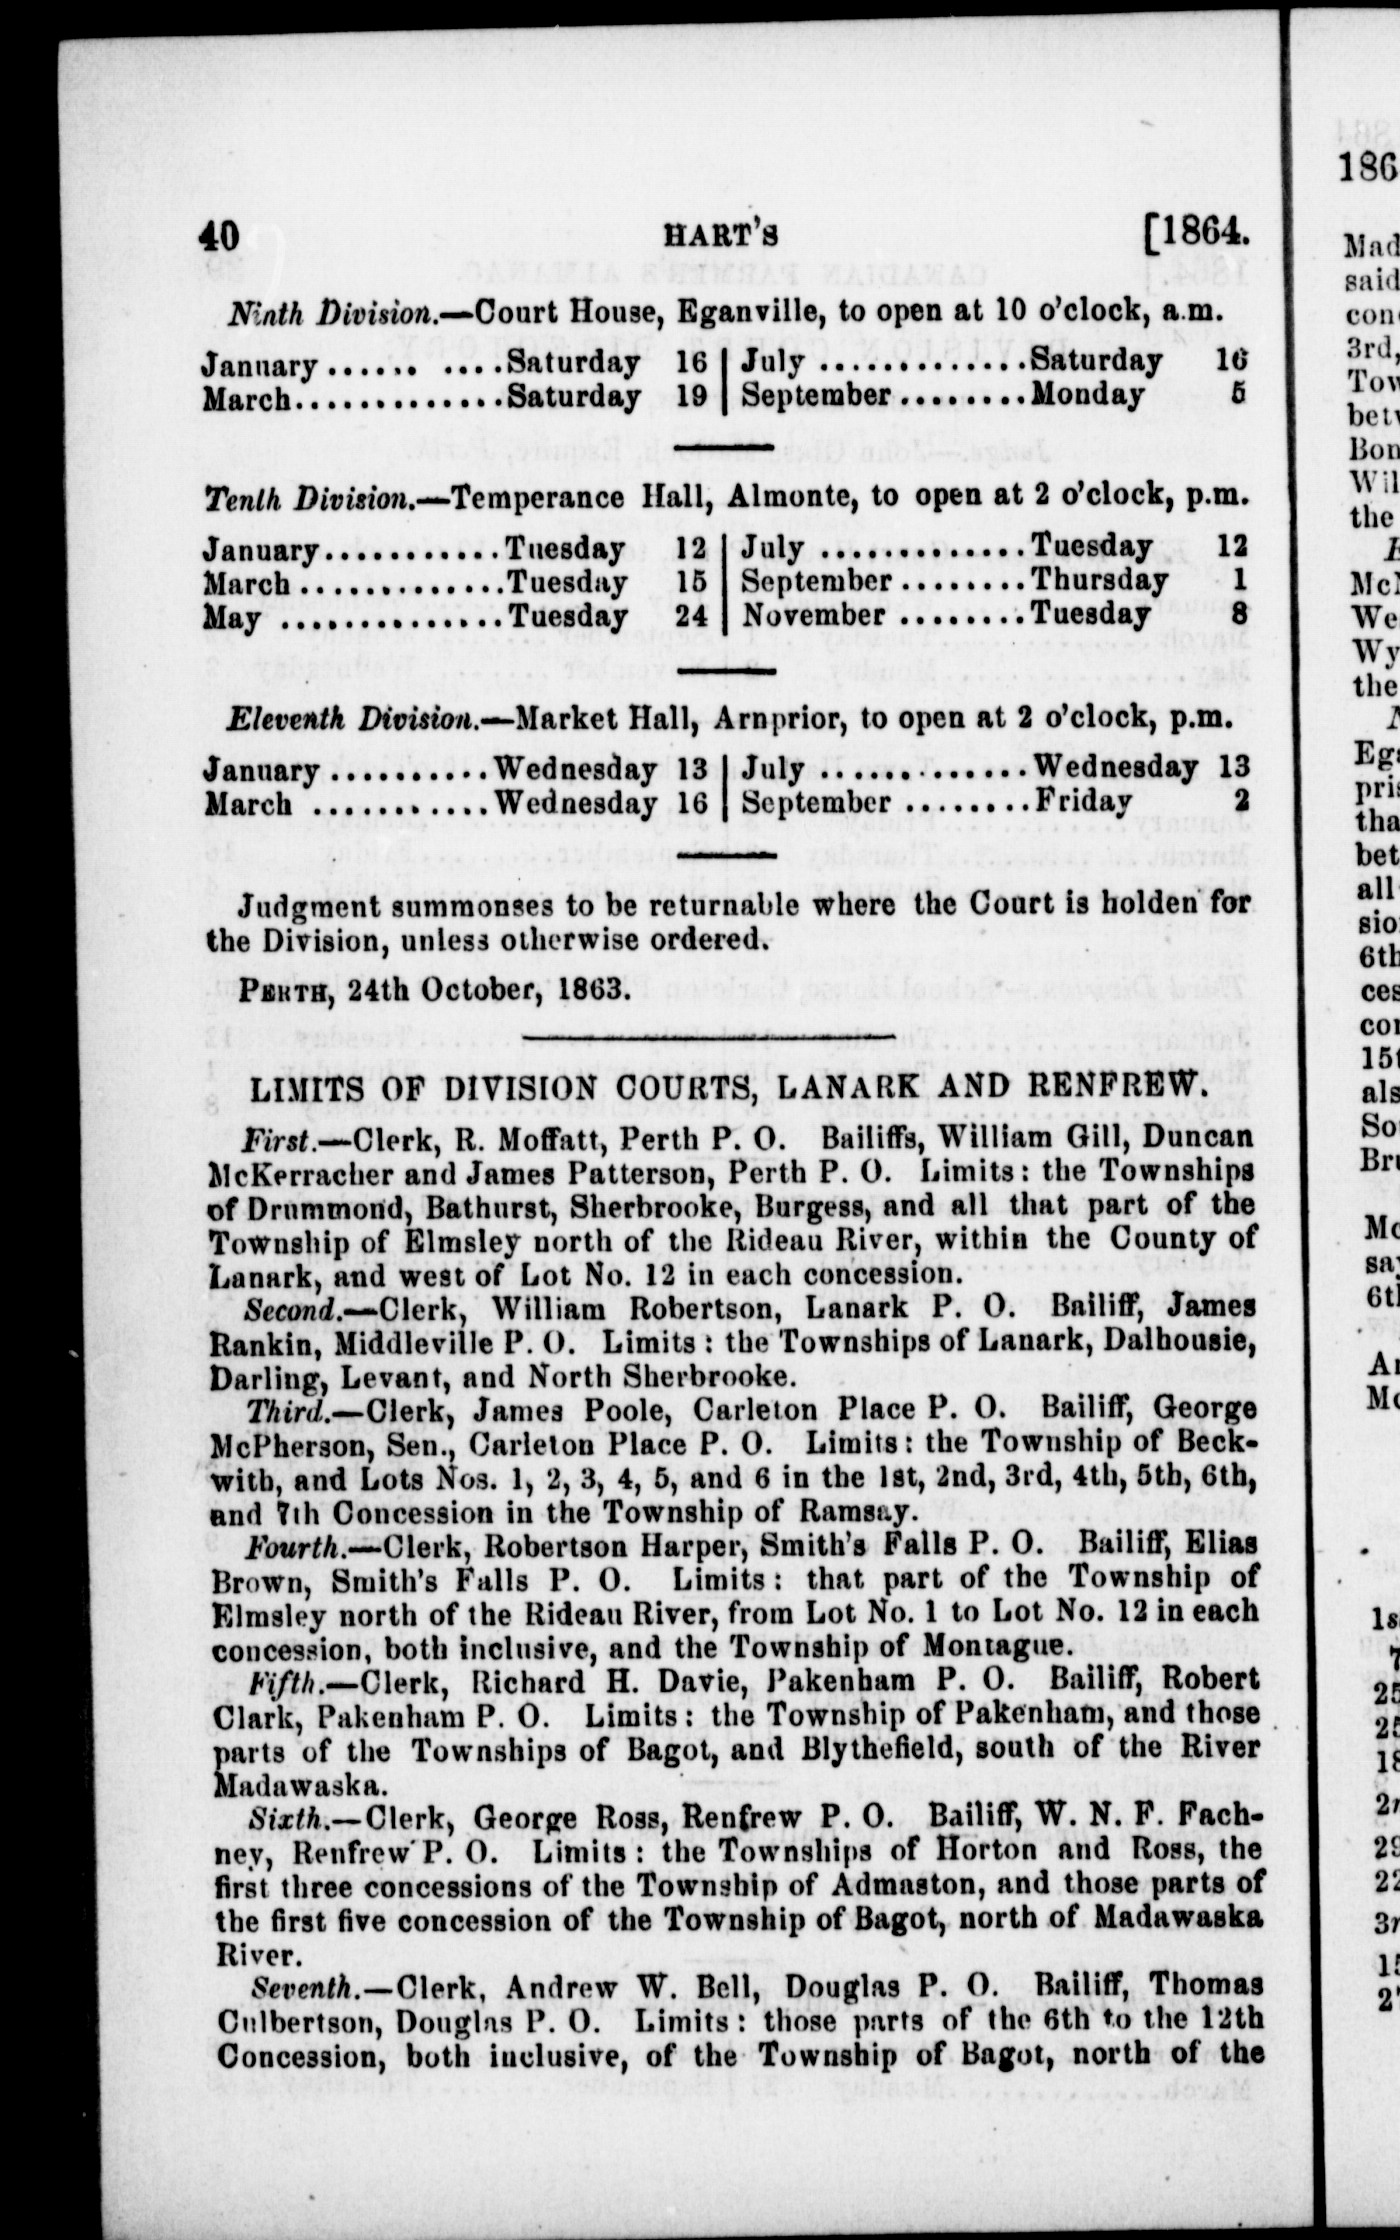 40 HART'S [1864.
Ninth Division.—Court House, Eganville, to open at 10 o'clock, a.m.
January...... ....Saturday 16 | July .............Saturday 16
March.............Saturday 19 | September........Monday 5
Tenth Division.—Temperance Hall, Almonte, to open at 2 o'clock, p.m.
January...........Tuesday 12 | July .............Tuesday 12
March .............Tuesday 15 | September........Thursday 1
May ..............Tuesday 24 | November ........Tuesday 8
Eleventh Division.—Market Hall, Arnprior, to open at 2 o'clock, p.m.
January ..........Wednesday 13 | July .............Wednesday 13
March ...........Wednesday 16 | September ........Friday 2
Judgment summonses to be returnable where the Court is holden for
the Division, unless otherwise ordered.
PERTH, 24th October, 1863.
LIMITS OF DIVISION COURTS, LANARK AND RENFREW.
First.—Clerk, R. Moffatt, Perth P. O. Bailiffs, William Gill, Duncan
McKerracher and James Patterson, Perth P. O. Limits: the Townships
of Drummond, Bathurst, Sherbrooke, Burgess, and all that part of the
Township of Elmsley north of the Rideau River, within the County of
Lanark, and west of Lot No. 12 in each concession.
Second.—Clerk, William Robertson, Lanark P. O. Bailiff, James
Rankin, Middleville P. O. Limits: the Townships of Lanark, Dalhousie,
Darling, Levant, and North Sherbrooke.
Third.—Clerk, James Poole, Carleton Place P. O. Bailiff, George
McPherson, Sen., Carleton Place P. O. Limits: the Township of Beck-
with, and Lots Nos. 1, 2, 3, 4, 5, and 6 in the 1st, 2nd, 3rd, 4th, 5th, 6th,
and 7th Concession in the Township of Ramsay.
Fourth.—Clerk, Robertson Harper, Smith's Falls P. O. Bailiff, Elias
Brown, Smith's Falls P. O. Limits: that part of the Township of
Elmsley north of the Rideau River, from Lot No. 1 to Lot No. 12 in each
concession, both inclusive, and the Township of Montague.
Fifth.—Clerk, Richard H. Davie, Pakenham P. O. Bailiff, Robert
Clark, Pakenham P. O. Limits: the Township of Pakenham, and those
parts of the Townships of Bagot, and Blythefield, south of the River
Madawaska.
Sixth.—Clerk, George Ross, Renfrew P. O. Bailiff, W. N. F. Fach-
ney, Renfrew P. O. Limits: the Townships of Horton and Ross, the
first three concessions of the Township of Admaston, and those parts of
the first five concession of the Township of Bagot, north of Madawaska
River.
Seventh.—Clerk, Andrew W. Bell, Douglas P. O. Bailiff, Thomas
Culbertson, Douglas P. O. Limits: those parts of the 6th to the 12th
Concession, both inclusive, of the Township of Bagot, north of the